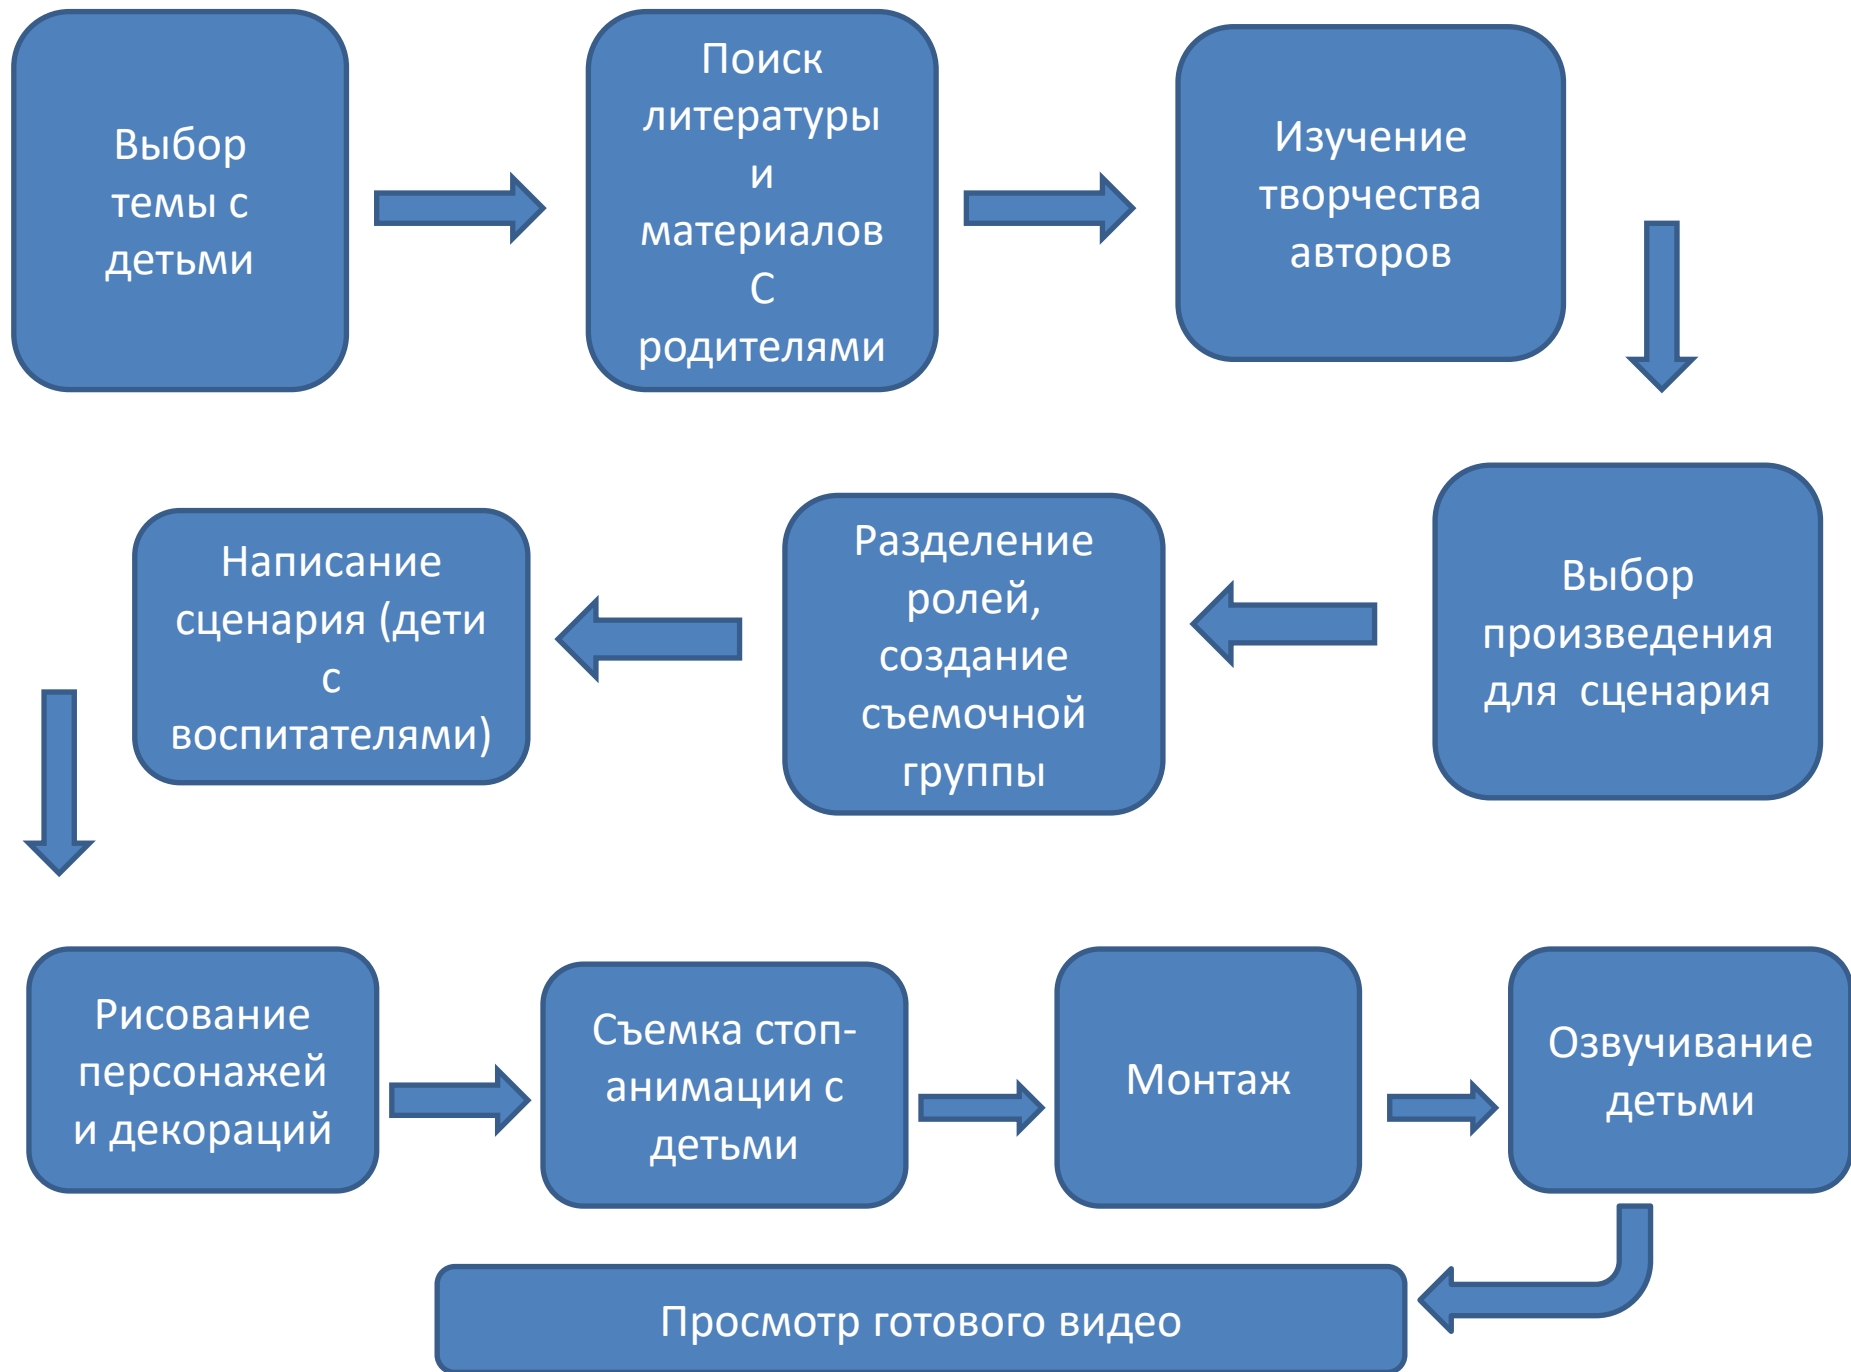 Выбор
темы с
детьми
Поиск
литературы
и
материалов
С
родителями
Изучение
творчества
авторов
Выбор
произведения
для  сценария
Разделение
ролей,
создание
съемочной
группы
Написание
сценария (дети
с
воспитателями)
Рисование
персонажей
и декораций
Съемка стоп-
анимации с
детьми
Монтаж
Озвучивание
детьми
Просмотр готового видео